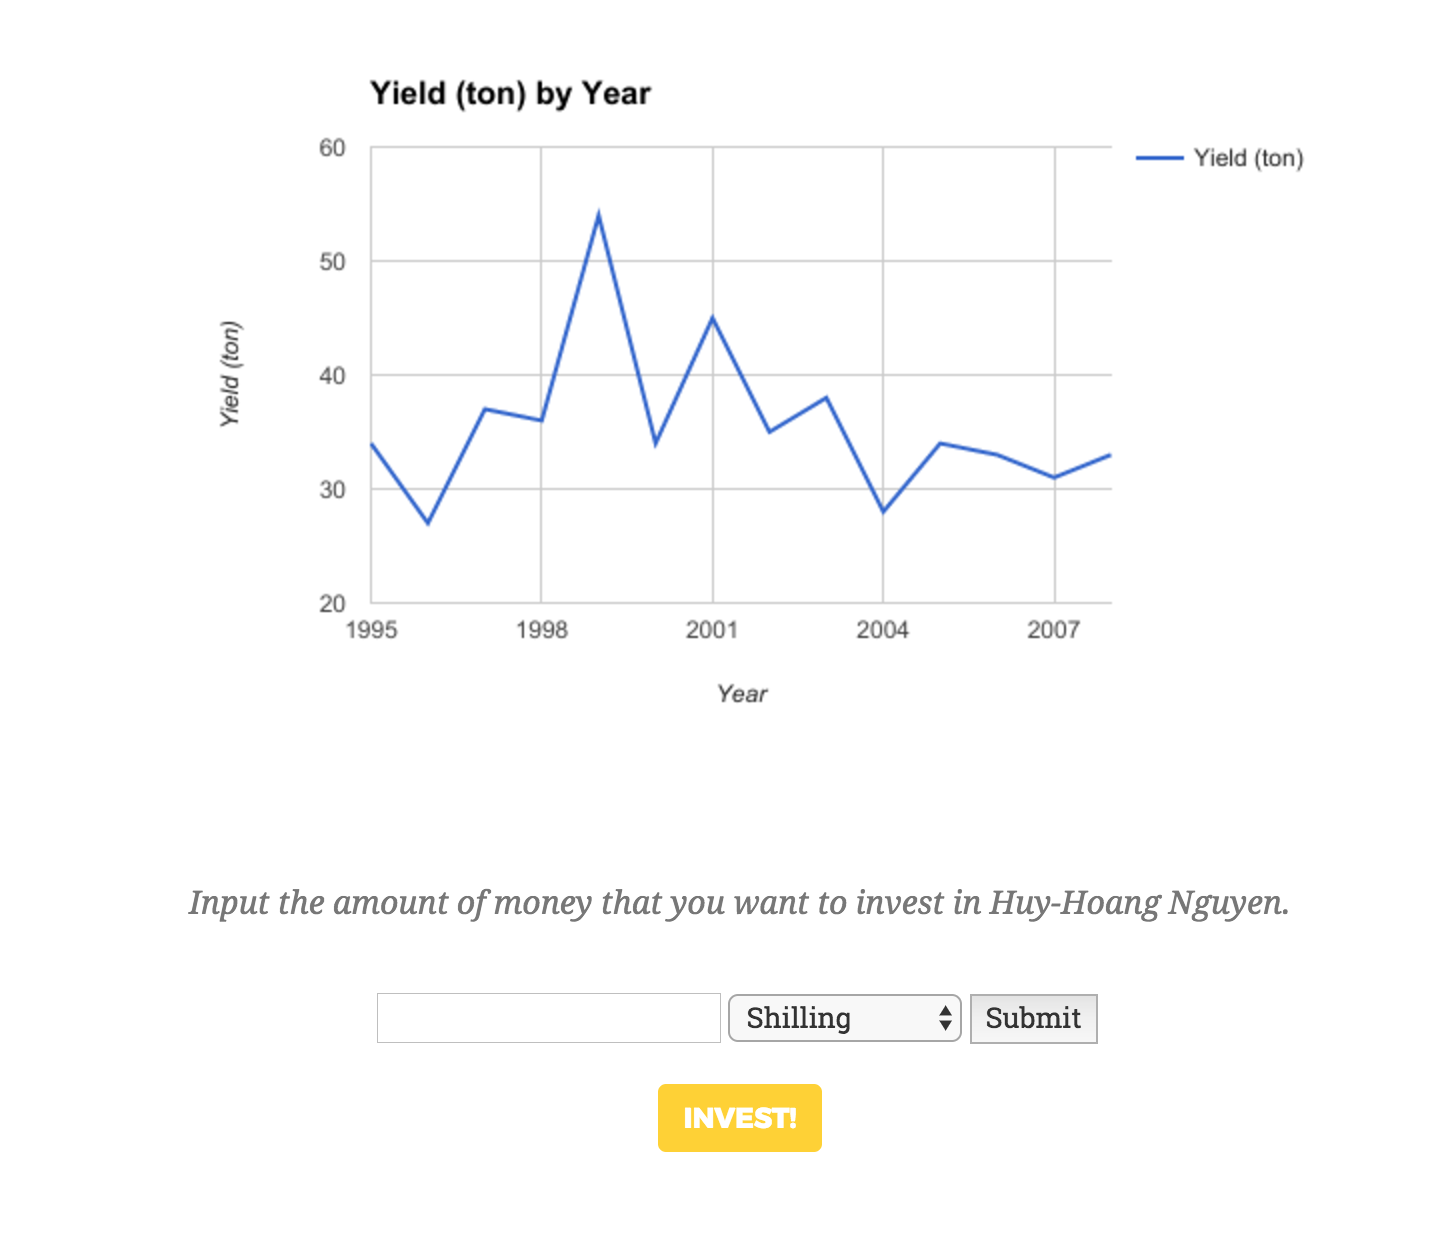 Yield (ton) by Year
60
Yield (ton)
50
Yield (ton)
40
30
20
1995 1998 2001 2004 2007
Year
Input the amount of money that you want to invest in Huy-Hoang Nguyen.
Shilling Submit
INVEST!